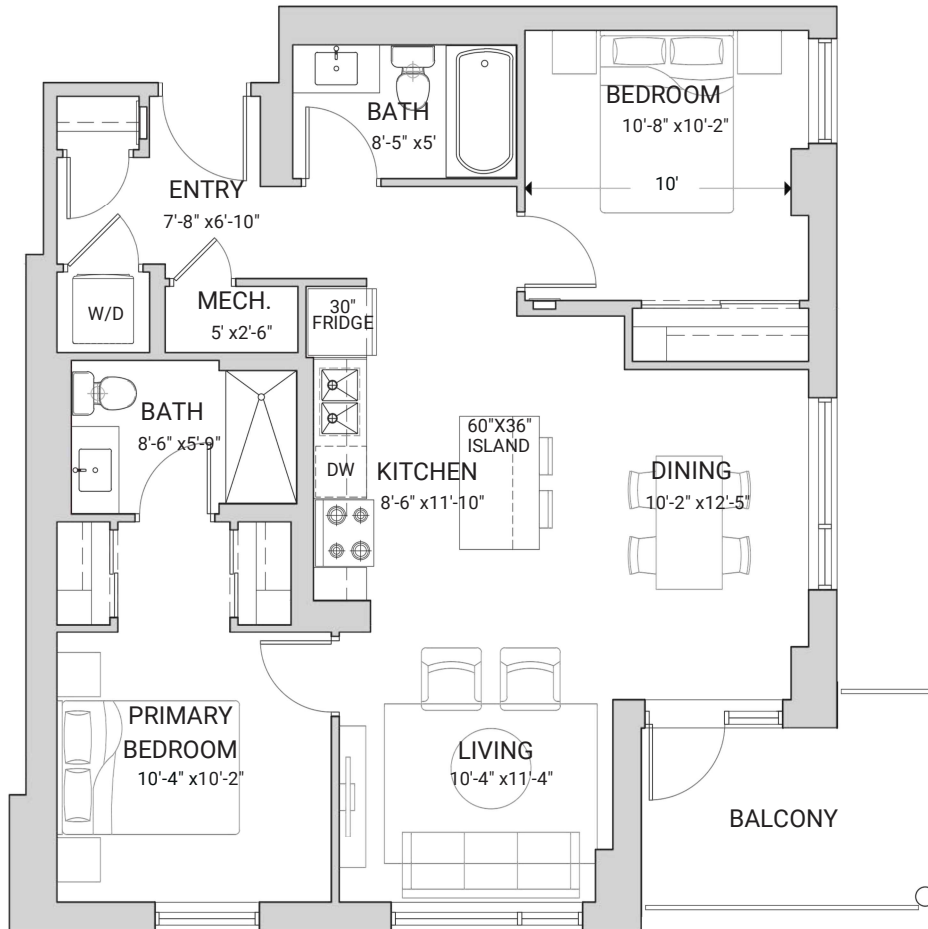 BATH
8'-5" x5'
BEDROOM
10'-8" x10'-2"
10'
ENTRY
7'-8" x6'-10"
W/D
MECH.
5' x2'-6"
30"
FRIDGE
BATH
8'-6" x5'-9"
DW
KITCHEN
8'-6" x11'-10"
60"X36"
ISLAND
DINING
10'-2" x12'-5"
PRIMARY
BEDROOM
10'-4" x10'-2"
LIVING
10'-4" x11'-4"
BALCONY